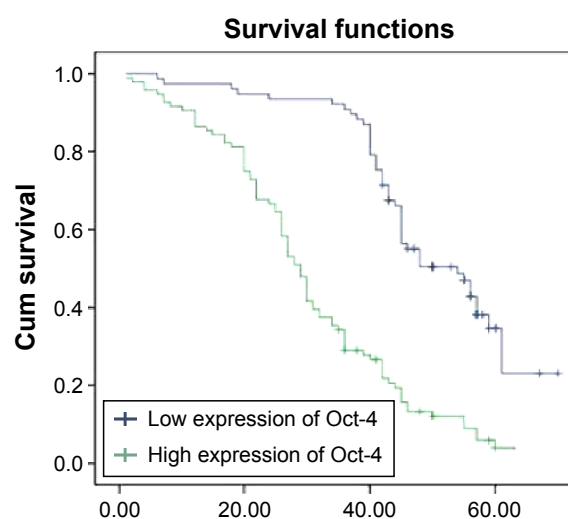 Survival functions
Cum survival
1.0
0.8
0.6
0.4
0.2
0.0
Low expression of Oct-4
High expression of Oct-4
0.00 20.00 40.00 60.00